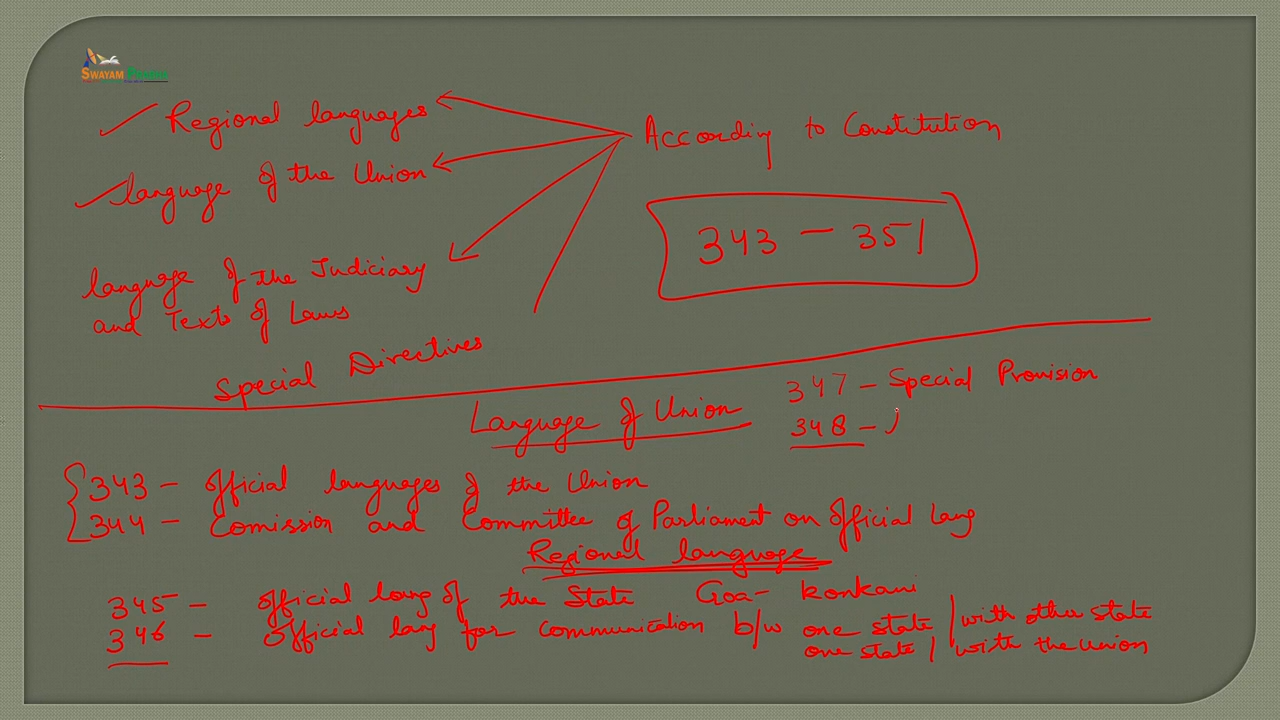 SWAYAM Prabha
Regional languages
According to Constitution
language of the Union
343 - 351
language of the Judiciary
and Texts of Laws
Special Directives
347 - Special Provision
Language of Union
348 -
343 - official languages of the Union
344 - Comission and Committee of Parliament on official lang
Regional language
345 - official lang of the State Goa - Konkani
346 - official lang for communication b/w one state / with other state
one state / with the union